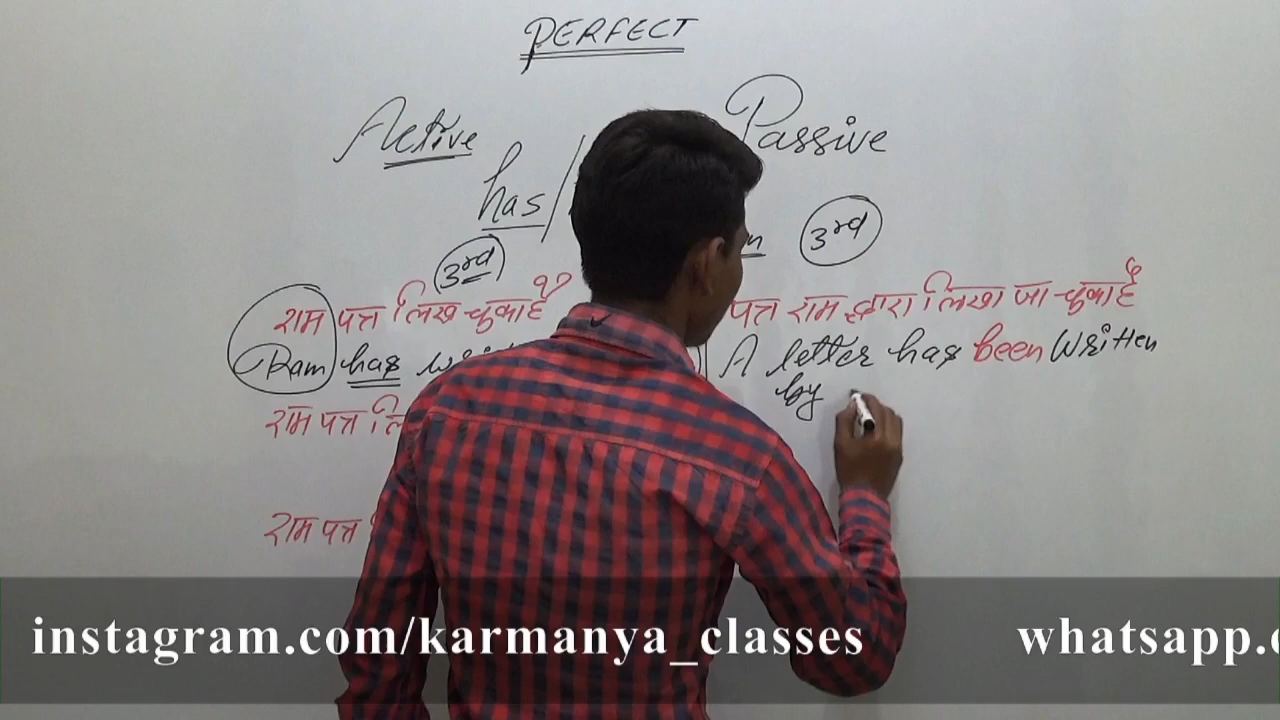 PERFECT
Active
Passive
has/
3rd
3rd
राम पत्र लिख चुका है
पत्र राम द्वारा लिखा जा चुका है
Ram has
A letter has been written
by
राम पत्र
राम पत्र
instagram.com/karmanya_classes
whatsapp.c